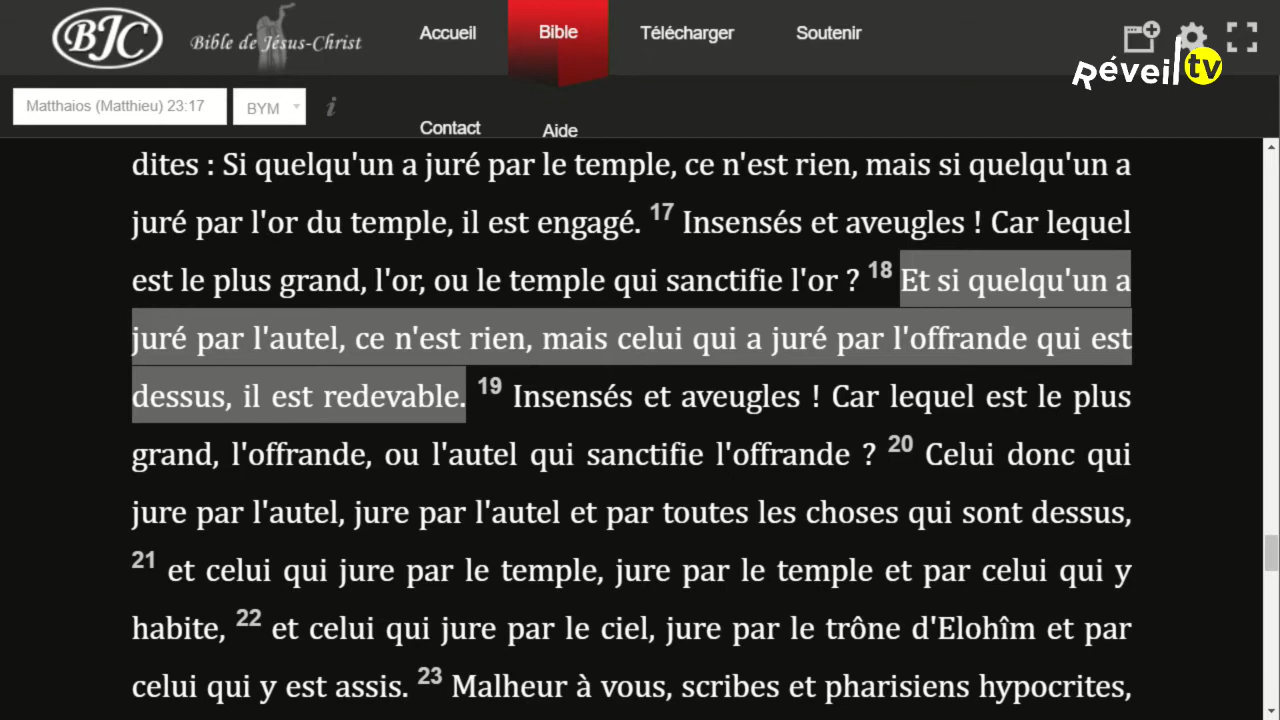 BJC
Bible de Jésus-Christ
Accueil
Bible
Télécharger
Soutenir
Réveil tv
Matthaios (Matthieu) 23:17
BYM
i
Contact
Aide
dites : Si quelqu'un a juré par le temple, ce n'est rien, mais si quelqu'un a
juré par l'or du temple, il est engagé. 17 Insensés et aveugles ! Car lequel
est le plus grand, l'or, ou le temple qui sanctifie l'or ? 18 Et si quelqu'un a
juré par l'autel, ce n'est rien, mais celui qui a juré par l'offrande qui est
dessus, il est redevable. 19 Insensés et aveugles ! Car lequel est le plus
grand, l'offrande, ou l'autel qui sanctifie l'offrande ? 20 Celui donc qui
jure par l'autel, jure par l'autel et par toutes les choses qui sont dessus,
21 et celui qui jure par le temple, jure par le temple et par celui qui y
habite, 22 et celui qui jure par le ciel, jure par le trône d'Elohîm et par
celui qui y est assis. 23 Malheur à vous, scribes et pharisiens hypocrites,